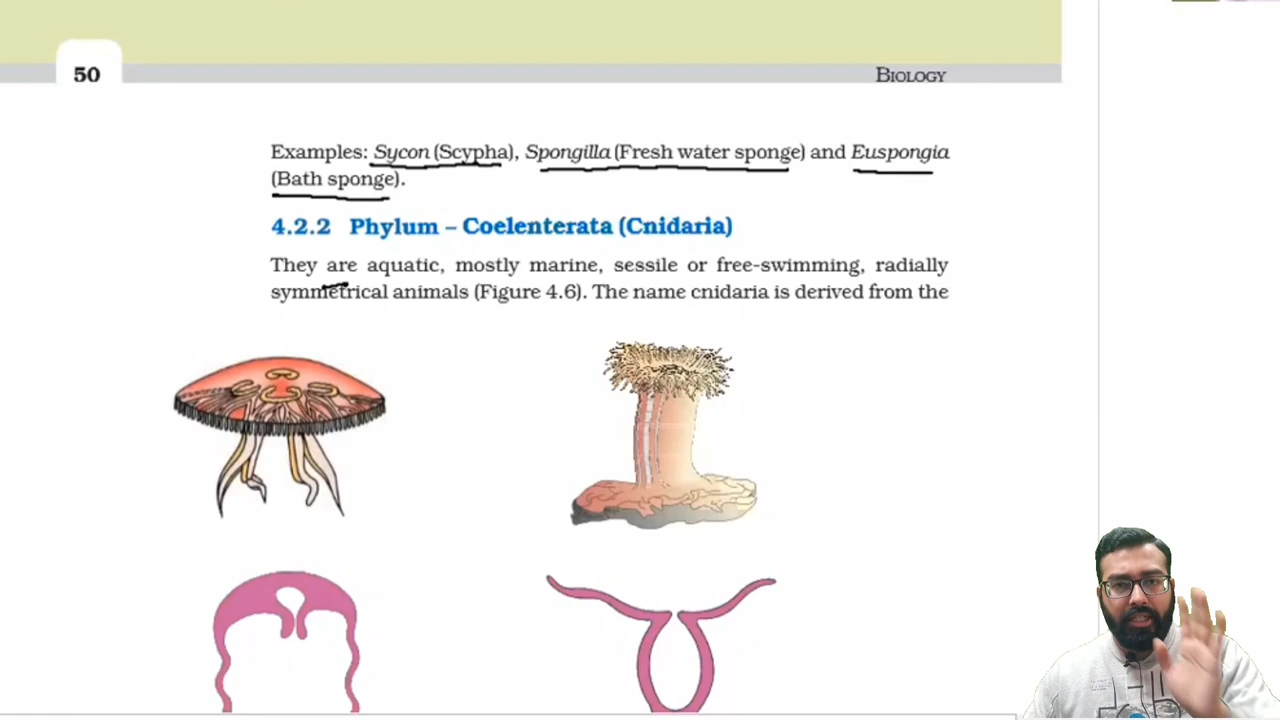 50
BIOLOGY
Examples: Sycon (Scypha), Spongilla (Fresh water sponge) and Euspongia
(Bath sponge).
4.2.2 Phylum – Coelenterata (Cnidaria)
They are aquatic, mostly marine, sessile or free-swimming, radially
symmetrical animals (Figure 4.6). The name cnidaria is derived from the